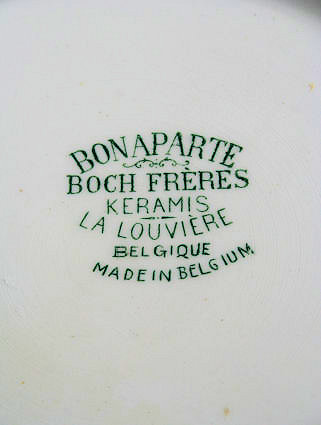 BONAPARTE
BOCH FRÈRES
KERAMIS
LA LOUVIÈRE
BELGIQUE
MADE IN BELGIUM